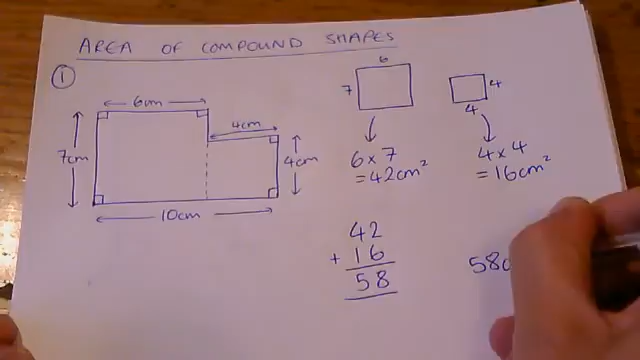 AREA OF COMPOUND SHAPES
1
6cm
7cm
4cm
4cm
10cm
6
7
4
4
6 x 7
= 42cm²
4 x 4
= 16cm²
42
+ 16
58
58c